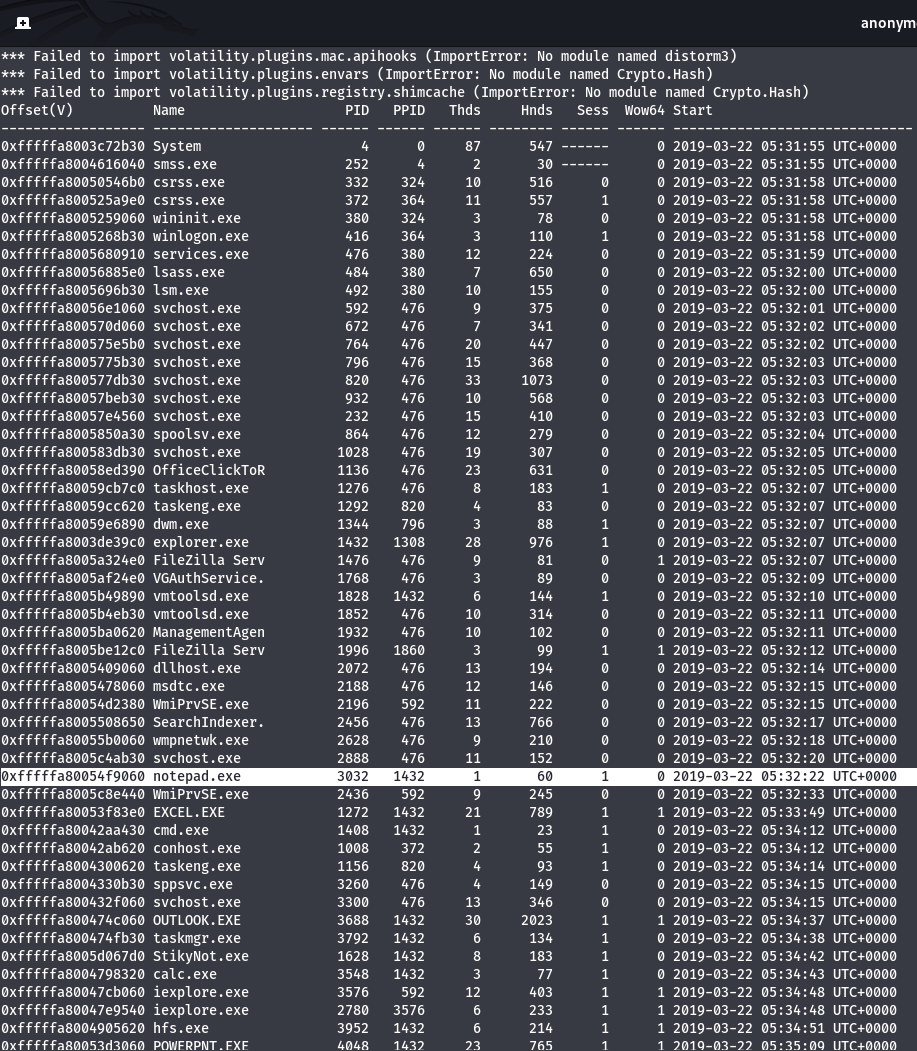 anonym
*** Failed to import volatility.plugins.mac.apihooks (ImportError: No module named distorm3)
*** Failed to import volatility.plugins.envars (ImportError: No module named Crypto.Hash)
*** Failed to import volatility.plugins.registry.shimcache (ImportError: No module named Crypto.Hash)
Offset(V) Name PID PPID Thds Hnds Sess Wow64 Start
------------------ -------------------- ------ ------ ------ -------- ------ ------ ------------------------------
0xfffffa8003c72b30 System 4 0 87 547 ------ 0 2019-03-22 05:31:55 UTC+0000
0xfffffa8004616040 smss.exe 252 4 2 30 ------ 0 2019-03-22 05:31:55 UTC+0000
0xfffffa80050546b0 csrss.exe 332 324 10 516 0 0 2019-03-22 05:31:58 UTC+0000
0xfffffa800525a9e0 csrss.exe 372 364 11 557 1 0 2019-03-22 05:31:58 UTC+0000
0xfffffa8005259060 wininit.exe 380 324 3 78 0 0 2019-03-22 05:31:58 UTC+0000
0xfffffa8005268b30 winlogon.exe 416 364 3 110 1 0 2019-03-22 05:31:58 UTC+0000
0xfffffa8005680910 services.exe 476 380 12 224 0 0 2019-03-22 05:31:59 UTC+0000
0xfffffa80056885e0 lsass.exe 484 380 7 650 0 0 2019-03-22 05:32:00 UTC+0000
0xfffffa8005696b30 lsm.exe 492 380 10 155 0 0 2019-03-22 05:32:00 UTC+0000
0xfffffa80056e1060 svchost.exe 592 476 9 375 0 0 2019-03-22 05:32:01 UTC+0000
0xfffffa800570d060 svchost.exe 672 476 7 341 0 0 2019-03-22 05:32:02 UTC+0000
0xfffffa800575e5b0 svchost.exe 764 476 20 447 0 0 2019-03-22 05:32:02 UTC+0000
0xfffffa8005775b30 svchost.exe 796 476 15 368 0 0 2019-03-22 05:32:03 UTC+0000
0xfffffa800577db30 svchost.exe 820 476 33 1073 0 0 2019-03-22 05:32:03 UTC+0000
0xfffffa80057beb30 svchost.exe 932 476 10 568 0 0 2019-03-22 05:32:03 UTC+0000
0xfffffa80057e4560 svchost.exe 232 476 15 410 0 0 2019-03-22 05:32:03 UTC+0000
0xfffffa8005850a30 spoolsv.exe 864 476 12 279 0 0 2019-03-22 05:32:04 UTC+0000
0xfffffa800583db30 svchost.exe 1028 476 19 307 0 0 2019-03-22 05:32:05 UTC+0000
0xfffffa80058ed390 OfficeClickToR 1136 476 23 631 0 0 2019-03-22 05:32:05 UTC+0000
0xfffffa80059cb7c0 taskhost.exe 1276 476 8 183 1 0 2019-03-22 05:32:07 UTC+0000
0xfffffa80059cc620 taskeng.exe 1292 820 4 83 0 0 2019-03-22 05:32:07 UTC+0000
0xfffffa80059e6890 dwm.exe 1344 796 3 88 1 0 2019-03-22 05:32:07 UTC+0000
0xfffffa8003de39c0 explorer.exe 1432 1308 28 976 1 0 2019-03-22 05:32:07 UTC+0000
0xfffffa8005a324e0 FileZilla Serv 1476 476 9 81 0 1 2019-03-22 05:32:07 UTC+0000
0xfffffa8005af24e0 VGAuthService. 1768 476 3 89 0 0 2019-03-22 05:32:09 UTC+0000
0xfffffa8005b49890 vmtoolsd.exe 1828 1432 6 144 1 0 2019-03-22 05:32:10 UTC+0000
0xfffffa8005b4eb30 vmtoolsd.exe 1852 476 10 314 0 0 2019-03-22 05:32:11 UTC+0000
0xfffffa8005ba0620 ManagementAgen 1932 476 10 102 0 0 2019-03-22 05:32:11 UTC+0000
0xfffffa8005be12c0 FileZilla Serv 1996 1860 3 99 1 1 2019-03-22 05:32:12 UTC+0000
0xfffffa8005409060 dllhost.exe 2072 476 13 194 0 0 2019-03-22 05:32:14 UTC+0000
0xfffffa8005478060 msdtc.exe 2188 476 12 146 0 0 2019-03-22 05:32:15 UTC+0000
0xfffffa80054d2380 WmiPrvSE.exe 2196 592 11 222 0 0 2019-03-22 05:32:15 UTC+0000
0xfffffa8005508650 SearchIndexer. 2456 476 13 766 0 0 2019-03-22 05:32:17 UTC+0000
0xfffffa80055b0060 wmpnetwk.exe 2628 476 9 210 0 0 2019-03-22 05:32:18 UTC+0000
0xfffffa8005c4ab30 svchost.exe 2888 476 11 152 0 0 2019-03-22 05:32:20 UTC+0000
0xfffffa80054f9060 notepad.exe 3032 1432 1 60 1 0 2019-03-22 05:32:22 UTC+0000
0xfffffa8005c8e440 WmiPrvSE.exe 2436 592 9 245 0 0 2019-03-22 05:32:33 UTC+0000
0xfffffa80053f83e0 EXCEL.EXE 1272 1432 21 789 1 1 2019-03-22 05:33:49 UTC+0000
0xfffffa80042aa430 cmd.exe 1408 1432 1 23 1 0 2019-03-22 05:34:12 UTC+0000
0xfffffa80042ab620 conhost.exe 1008 372 2 55 1 0 2019-03-22 05:34:12 UTC+0000
0xfffffa8004300620 taskeng.exe 1156 820 4 93 1 0 2019-03-22 05:34:14 UTC+0000
0xfffffa8004330b30 sppsvc.exe 3260 476 4 149 0 0 2019-03-22 05:34:15 UTC+0000
0xfffffa800432f060 svchost.exe 3300 476 13 346 0 0 2019-03-22 05:34:15 UTC+0000
0xfffffa800474c060 OUTLOOK.EXE 3688 1432 30 2023 1 1 2019-03-22 05:34:37 UTC+0000
0xfffffa800474fb30 taskmgr.exe 3792 1432 6 134 1 0 2019-03-22 05:34:38 UTC+0000
0xfffffa8005d067d0 StikyNot.exe 1628 1432 8 183 1 0 2019-03-22 05:34:42 UTC+0000
0xfffffa8004798320 calc.exe 3548 1432 3 77 1 0 2019-03-22 05:34:43 UTC+0000
0xfffffa80047cb060 iexplore.exe 3576 592 12 403 1 1 2019-03-22 05:34:48 UTC+0000
0xfffffa80047e9540 iexplore.exe 2780 3576 6 233 1 1 2019-03-22 05:34:48 UTC+0000
0xfffffa8004905620 hfs.exe 3952 1432 6 214 1 1 2019-03-22 05:34:51 UTC+0000
0xfffffa80053d3060 POWERPNT.EXE 4048 1432 23 765 1 1 2019-03-22 05:35:09 UTC+0000